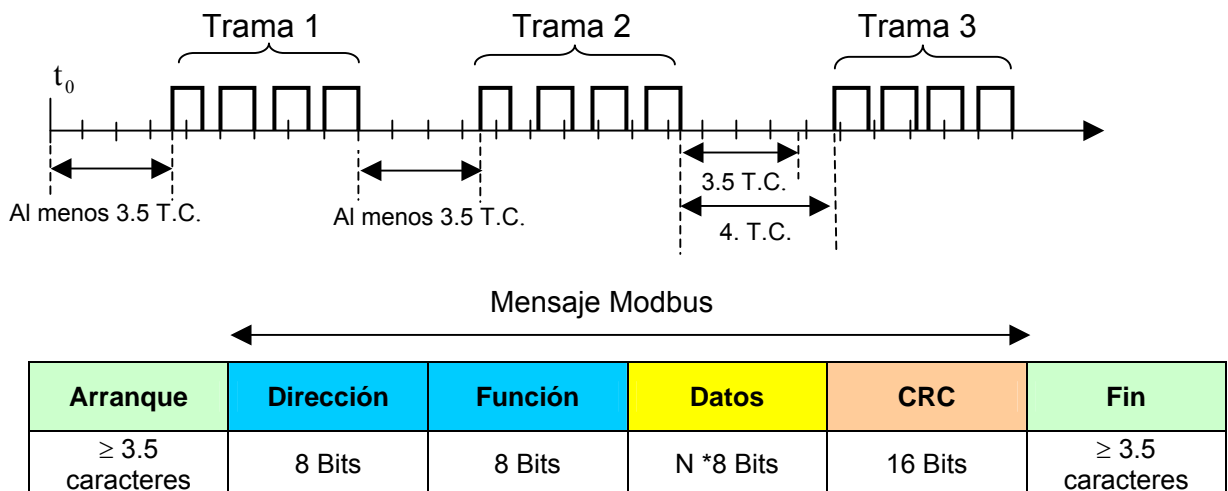 Trama 1 Trama 2 Trama 3
t0
3.5 T.C.
Al menos 3.5 T.C. Al menos 3.5 T.C.
4. T.C.
Mensaje Modbus
Arranque Dirección Función Datos CRC Fin
≥ 3.5 caracteres 8 Bits 8 Bits N *8 Bits 16 Bits ≥ 3.5 caracteres